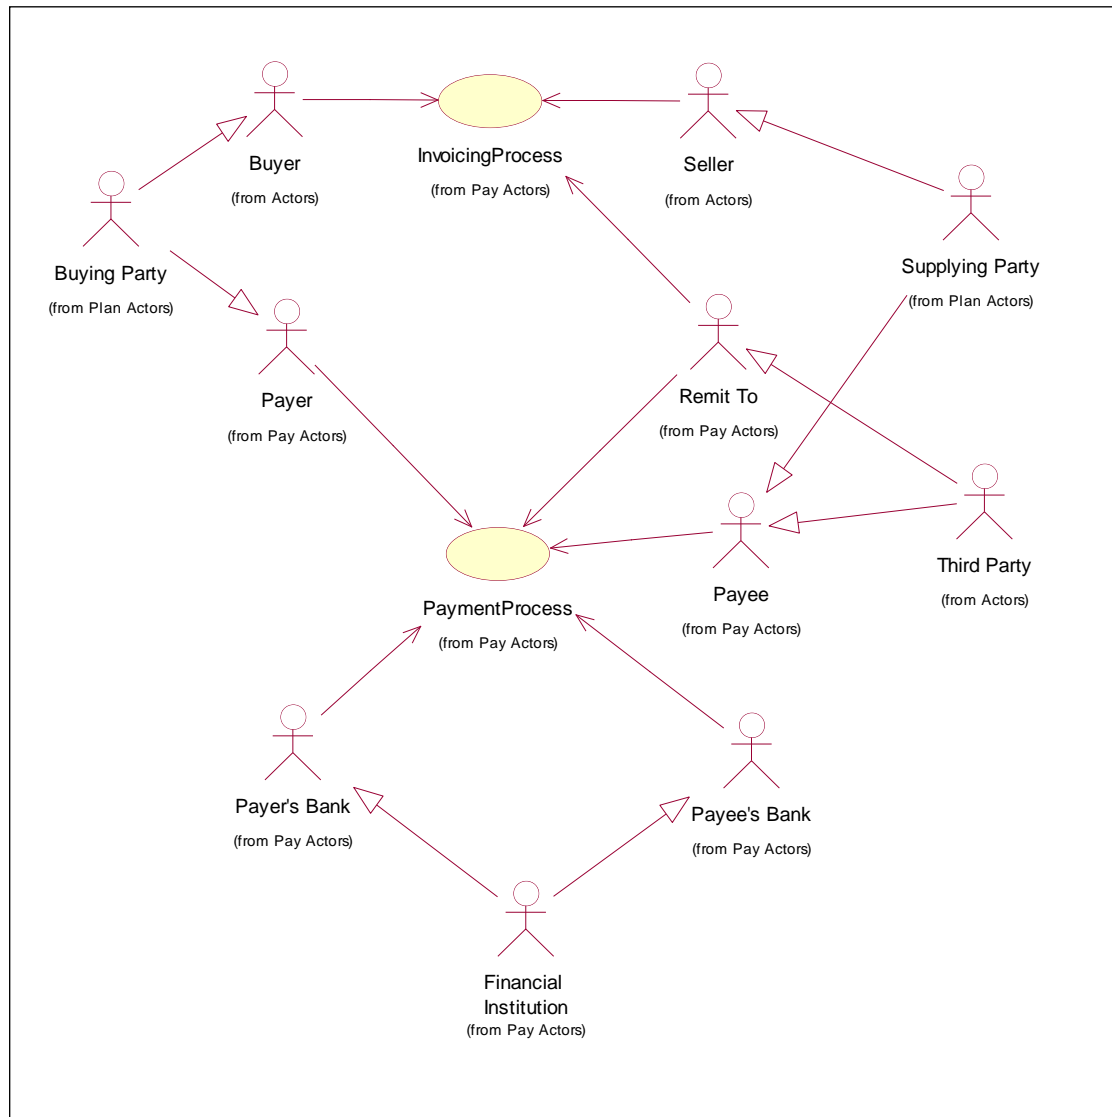 Buyer
(from Actors)
InvoicingProcess
(from Pay Actors)
Seller
(from Actors)
Buying Party
(from Plan Actors)
Supplying Party
(from Plan Actors)
Payer
(from Pay Actors)
Remit To
(from Pay Actors)
PaymentProcess
(from Pay Actors)
Payee
(from Pay Actors)
Third Party
(from Actors)
Payer's Bank
(from Pay Actors)
Payee's Bank
(from Pay Actors)
Financial
Institution
(from Pay Actors)